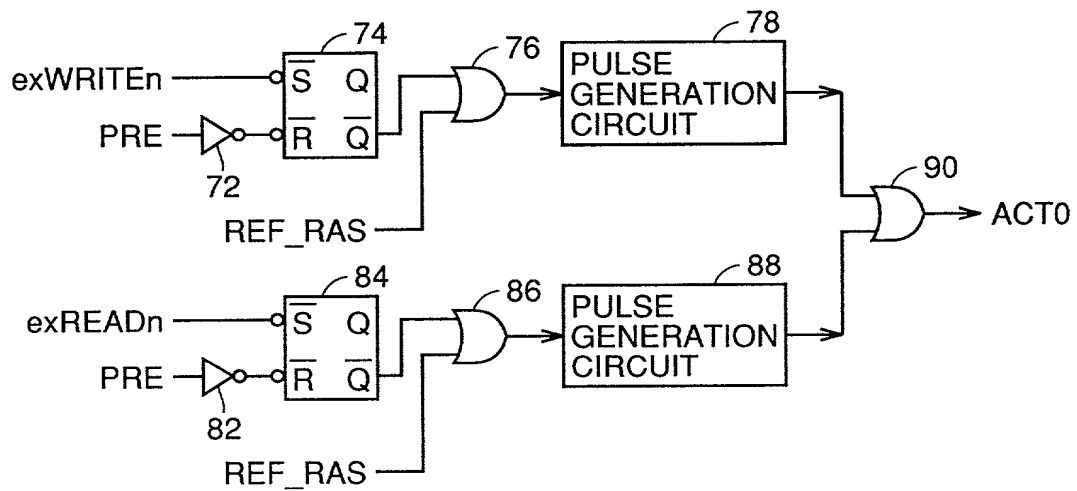 74
76
78
exWRITEn
S̅ Q
PULSE
GENERATION
CIRCUIT
PRE
R̅ Q̅
72
REF_RAS
90
ACT0
84
86
88
exREADn
S̅ Q
PULSE
GENERATION
CIRCUIT
PRE
R̅ Q̅
82
REF_RAS